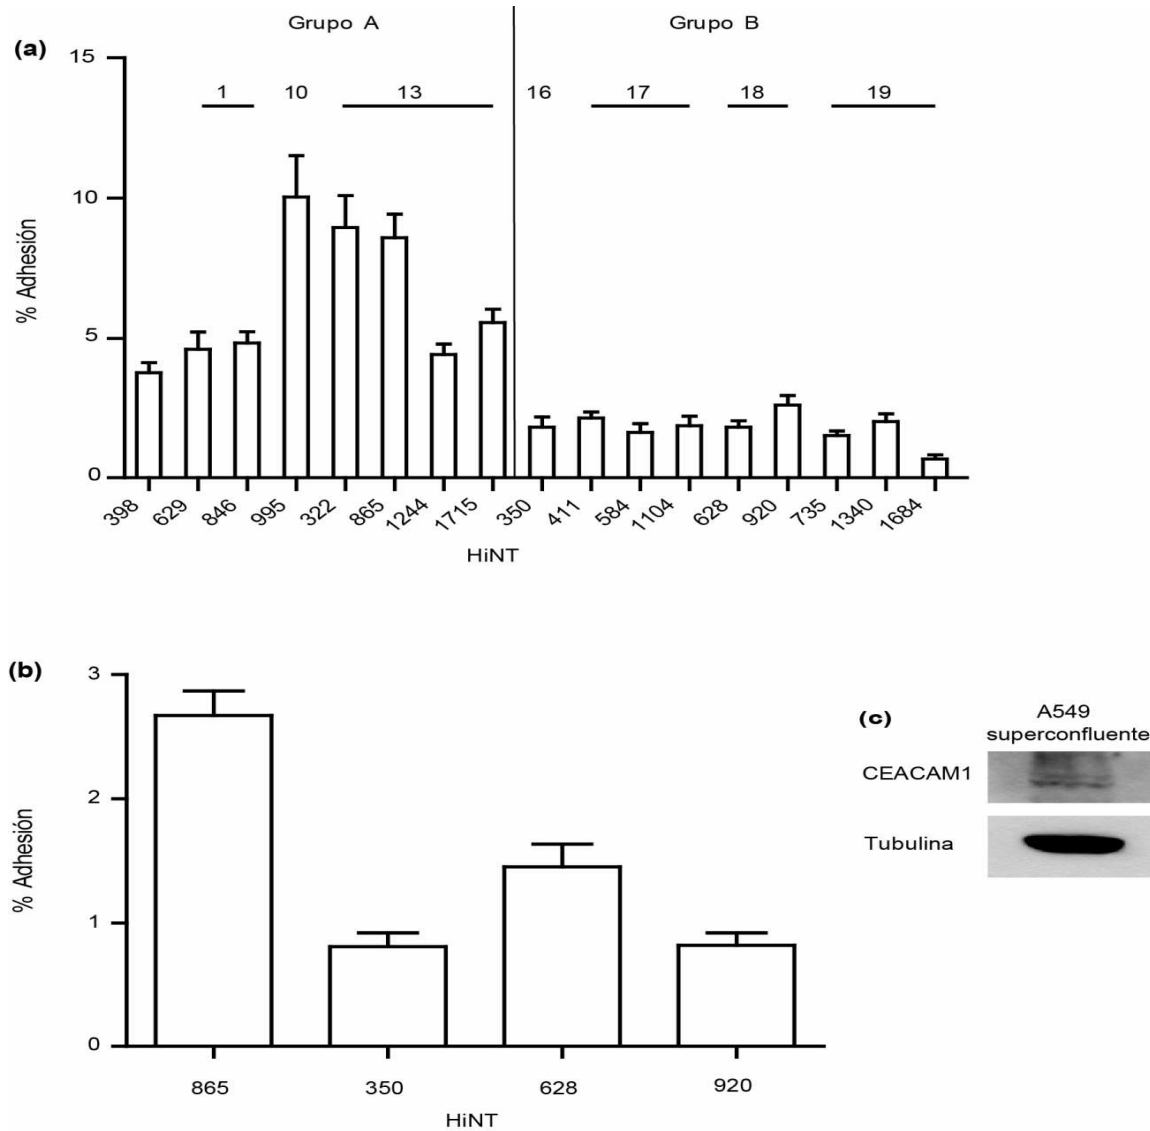 Grupo A Grupo B
(a)
15
1 10 13 16 17 18 19
10
5
0
% Adhesión
398 629 846 995 322 865 1244 1715 350 411 584 1104 628 920 735 1340 1684
HiNT
(b)
3
2
1
0
% Adhesión
865 350 628 920
HiNT
(c)
A549
superconfluente
CEACAM1
Tubulina